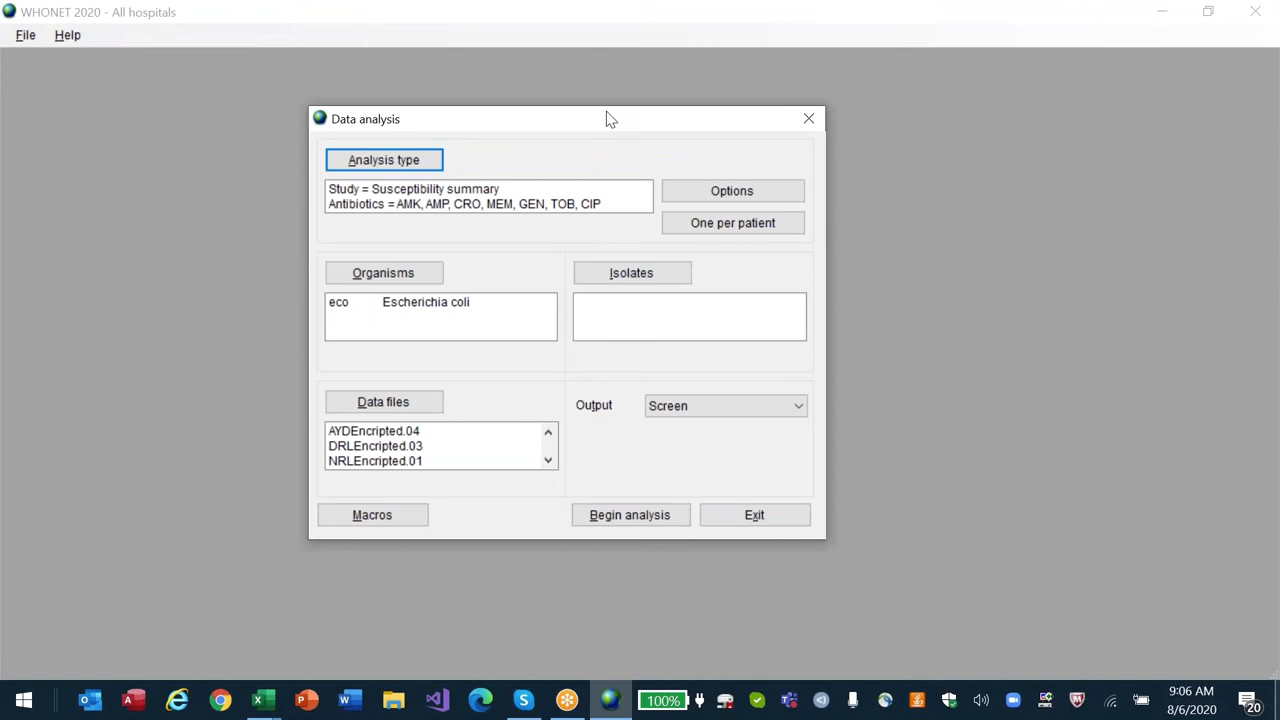 WHONET 2020 - All hospitals
File Help
Data analysis
Analysis type
Study = Susceptibility summary
Antibiotics = AMK, AMP, CRO, MEM, GEN, TOB, CIP
Options
One per patient
Organisms
Isolates
eco Escherichia coli
Data files
Output Screen
AYDEncripted.04
DRLEncripted.03
NRLEncripted.01
Macros
Begin analysis
Exit
100%
9:06 AM
8/6/2020
20